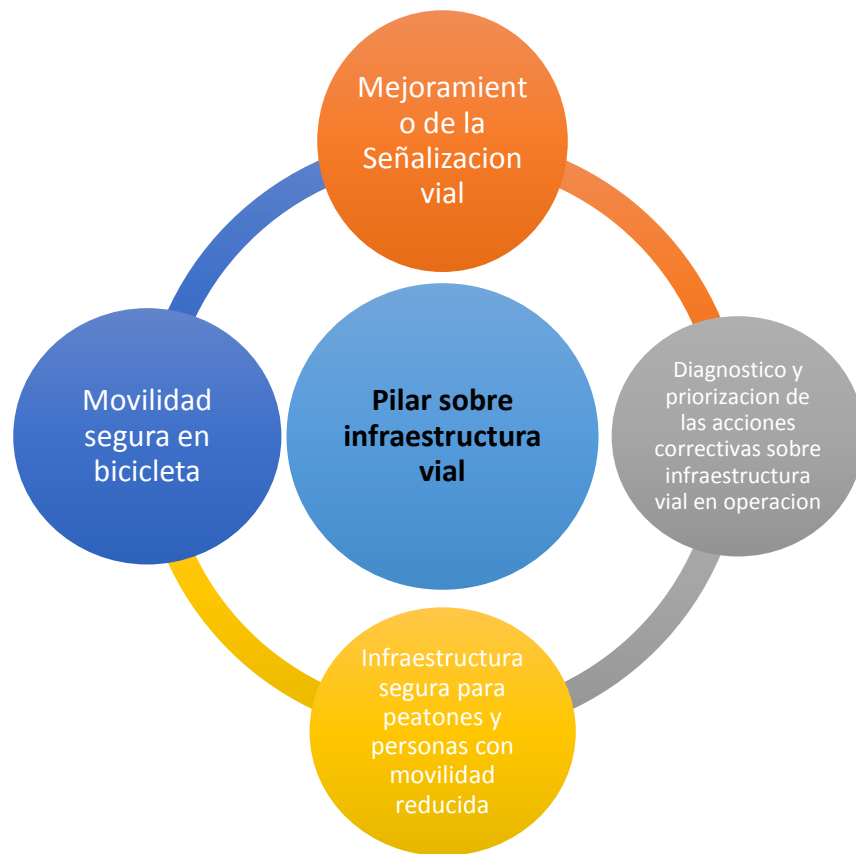 Mejoramient
o de la
Señalizacion
vial
Diagnostico y
priorizacion de
las acciones
correctivas sobre
infraestructura
vial en operacion
Infraestructura
segura para
peatones y
personas con
movilidad
reducida
Movilidad
segura en
bicicleta
Pilar sobre
infraestructura
vial